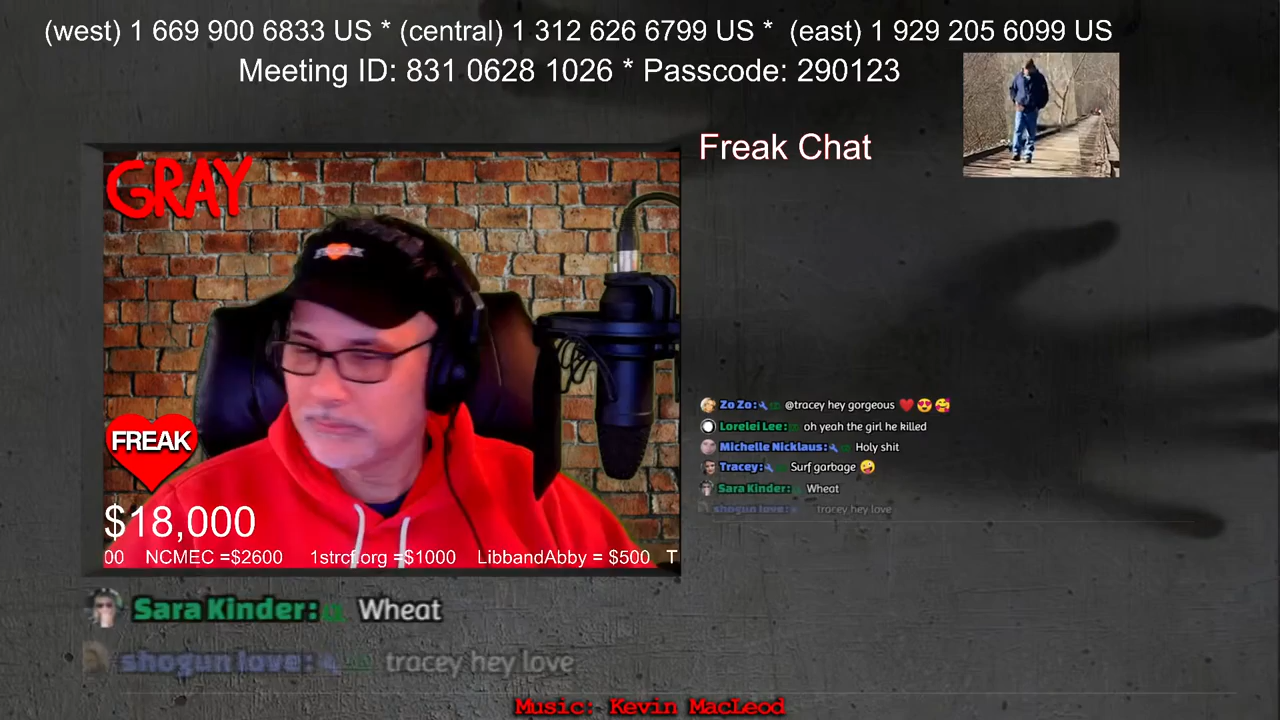 (west) 1 669 900 6833 US * (central) 1 312 626 6799 US * (east) 1 929 205 6099 US
Meeting ID: 831 0628 1026 * Passcode: 290123
Freak Chat
GRAY
FREAK
$18,000
00 NCMEC =$2600 1strcf.org =$1000 LibbandAbby = $500 T
Zo Zo: @tracey hey gorgeous ❤️😍🥰
Lorelei Lee: oh yeah the girl he killed
Michelle Nicklaus: Holy shit
Tracey: Surf garbage 🤪
Sara Kinder: Wheat
shogun love: tracey hey love
Sara Kinder: Wheat
shogun love: tracey hey love
Music: Kevin MacLeod